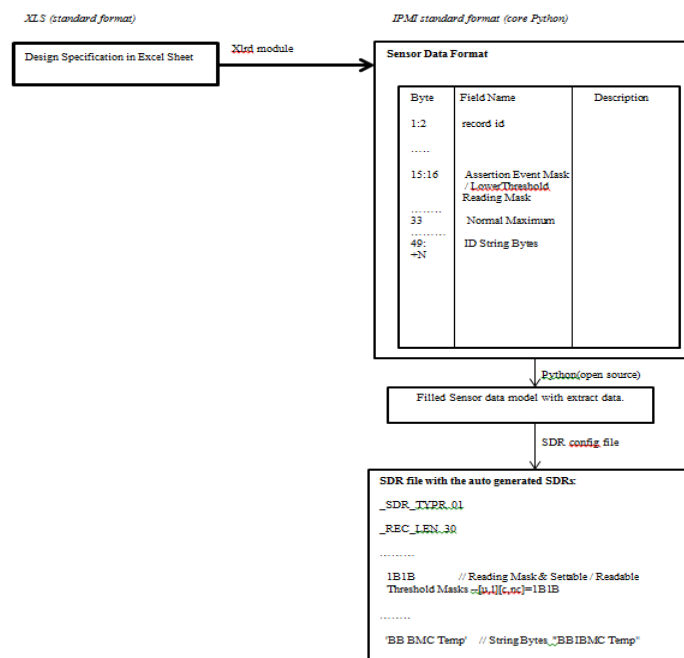 XLS (standard format)
IPMI standard format (core Python)
Design Specification in Excel Sheet
Xlrd module
Sensor Data Format
Byte Field Name Description
1:2 record id
.....
15:16 Assertion Event Mask
/ LowerThreshold
Reading Mask
........
33 Normal Maximum
.........
49: ID String Bytes
+N
Python(open source)
Filled Sensor data model with extract data.
SDR config file
SDR file with the auto generated SDRs:
_SDR_TYPR 01
_REC_LEN 30
.........
1B1B // Reading Mask & Settable / Readable
Threshold Masks --[u,l][c,nc]=1B1B
........
'BB BMC Temp' // String Bytes "BBIBMC Temp"